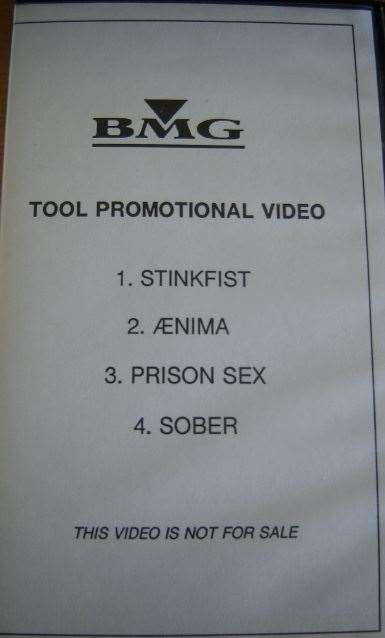 BMG
TOOL PROMOTIONAL VIDEO
1. STINKFIST
2. ÆNIMA
3. PRISON SEX
4. SOBER
THIS VIDEO IS NOT FOR SALE